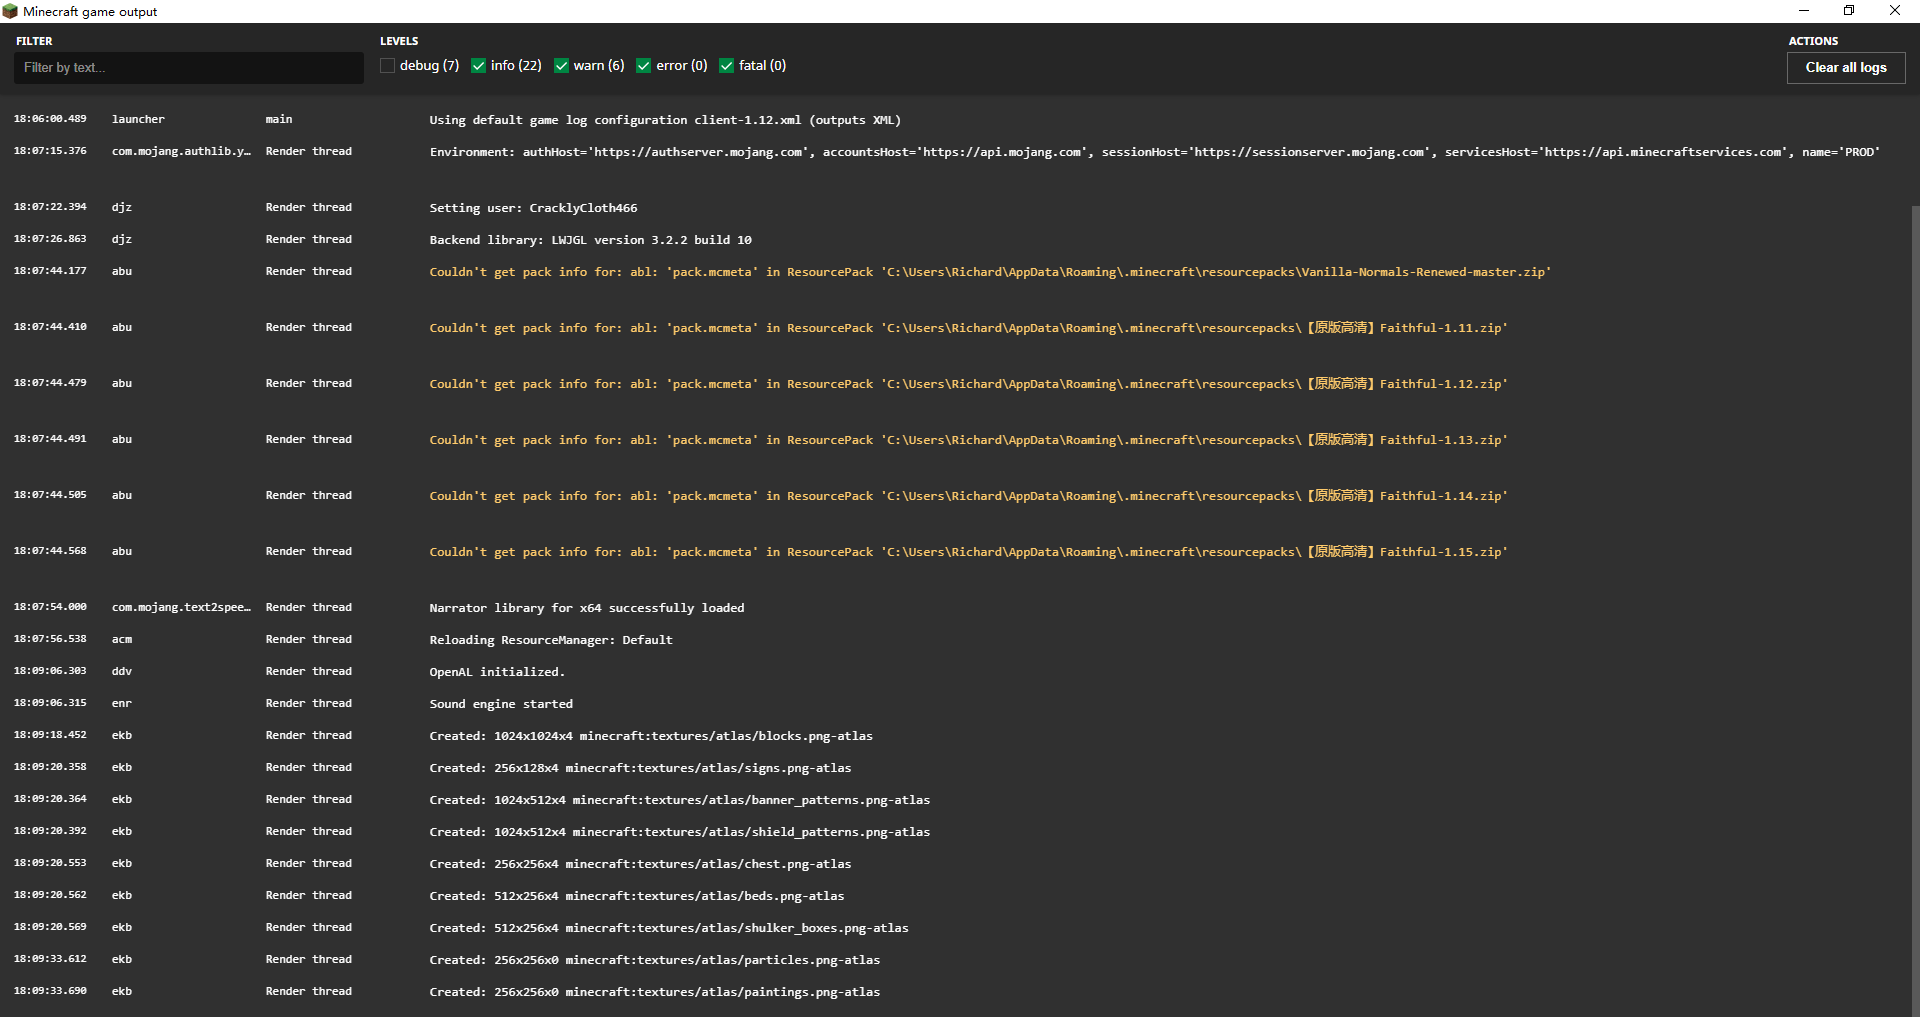 Minecraft game output
FILTER LEVELS ACTIONS
Filter by text... debug (7) info (22) warn (6) error (0) fatal (0) Clear all logs
18:06:00.489 launcher main Using default game log configuration client-1.12.xml (outputs XML)
18:07:15.376 com.mojang.authlib.y… Render thread Environment: authHost='https://authserver.mojang.com', accountsHost='https://api.mojang.com', sessionHost='https://sessionserver.mojang.com', servicesHost='https://api.minecraftservices.com', name='PROD'
18:07:22.394 djz Render thread Setting user: CracklyCloth466
18:07:26.863 djz Render thread Backend library: LWJGL version 3.2.2 build 10
18:07:44.177 abu Render thread Couldn't get pack info for: abl: 'pack.mcmeta' in ResourcePack 'C:\Users\Richard\AppData\Roaming\.minecraft\resourcepacks\Vanilla-Normals-Renewed-master.zip'
18:07:44.410 abu Render thread Couldn't get pack info for: abl: 'pack.mcmeta' in ResourcePack 'C:\Users\Richard\AppData\Roaming\.minecraft\resourcepacks\【原版高清】Faithful-1.11.zip'
18:07:44.479 abu Render thread Couldn't get pack info for: abl: 'pack.mcmeta' in ResourcePack 'C:\Users\Richard\AppData\Roaming\.minecraft\resourcepacks\【原版高清】Faithful-1.12.zip'
18:07:44.491 abu Render thread Couldn't get pack info for: abl: 'pack.mcmeta' in ResourcePack 'C:\Users\Richard\AppData\Roaming\.minecraft\resourcepacks\【原版高清】Faithful-1.13.zip'
18:07:44.505 abu Render thread Couldn't get pack info for: abl: 'pack.mcmeta' in ResourcePack 'C:\Users\Richard\AppData\Roaming\.minecraft\resourcepacks\【原版高清】Faithful-1.14.zip'
18:07:44.568 abu Render thread Couldn't get pack info for: abl: 'pack.mcmeta' in ResourcePack 'C:\Users\Richard\AppData\Roaming\.minecraft\resourcepacks\【原版高清】Faithful-1.15.zip'
18:07:54.000 com.mojang.text2spee… Render thread Narrator library for x64 successfully loaded
18:07:56.538 acm Render thread Reloading ResourceManager: Default
18:09:06.303 ddv Render thread OpenAL initialized.
18:09:06.315 enr Render thread Sound engine started
18:09:18.452 ekb Render thread Created: 1024x1024x4 minecraft:textures/atlas/blocks.png-atlas
18:09:20.358 ekb Render thread Created: 256x128x4 minecraft:textures/atlas/signs.png-atlas
18:09:20.364 ekb Render thread Created: 1024x512x4 minecraft:textures/atlas/banner_patterns.png-atlas
18:09:20.392 ekb Render thread Created: 1024x512x4 minecraft:textures/atlas/shield_patterns.png-atlas
18:09:20.553 ekb Render thread Created: 256x256x4 minecraft:textures/atlas/chest.png-atlas
18:09:20.562 ekb Render thread Created: 512x256x4 minecraft:textures/atlas/beds.png-atlas
18:09:20.569 ekb Render thread Created: 512x256x4 minecraft:textures/atlas/shulker_boxes.png-atlas
18:09:33.612 ekb Render thread Created: 256x256x0 minecraft:textures/atlas/particles.png-atlas
18:09:33.690 ekb Render thread Created: 256x256x0 minecraft:textures/atlas/paintings.png-atlas